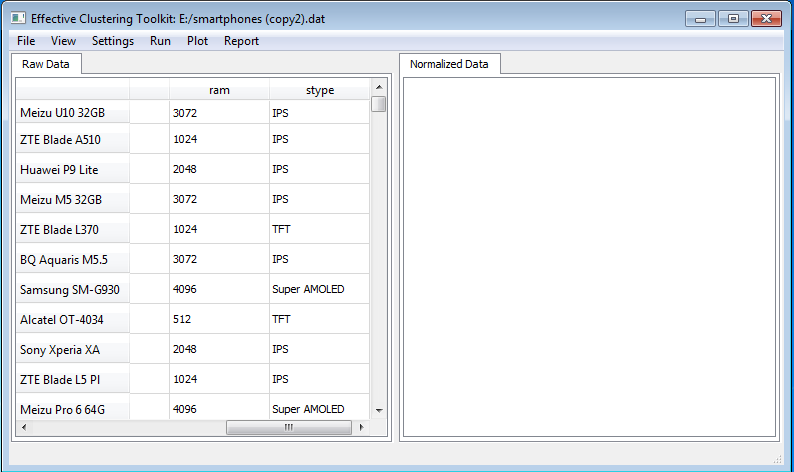 Effective Clustering Toolkit: E:/smartphones (copy2).dat
File View Settings Run Plot Report
Raw Data
Normalized Data
ram stype
Meizu U10 32GB 3072 IPS
ZTE Blade A510 1024 IPS
Huawei P9 Lite 2048 IPS
Meizu M5 32GB 3072 IPS
ZTE Blade L370 1024 TFT
BQ Aquaris M5.5 3072 IPS
Samsung SM-G930 4096 Super AMOLED
Alcatel OT-4034 512 TFT
Sony Xperia XA 2048 IPS
ZTE Blade L5 Pl 1024 IPS
Meizu Pro 6 64G 4096 Super AMOLED